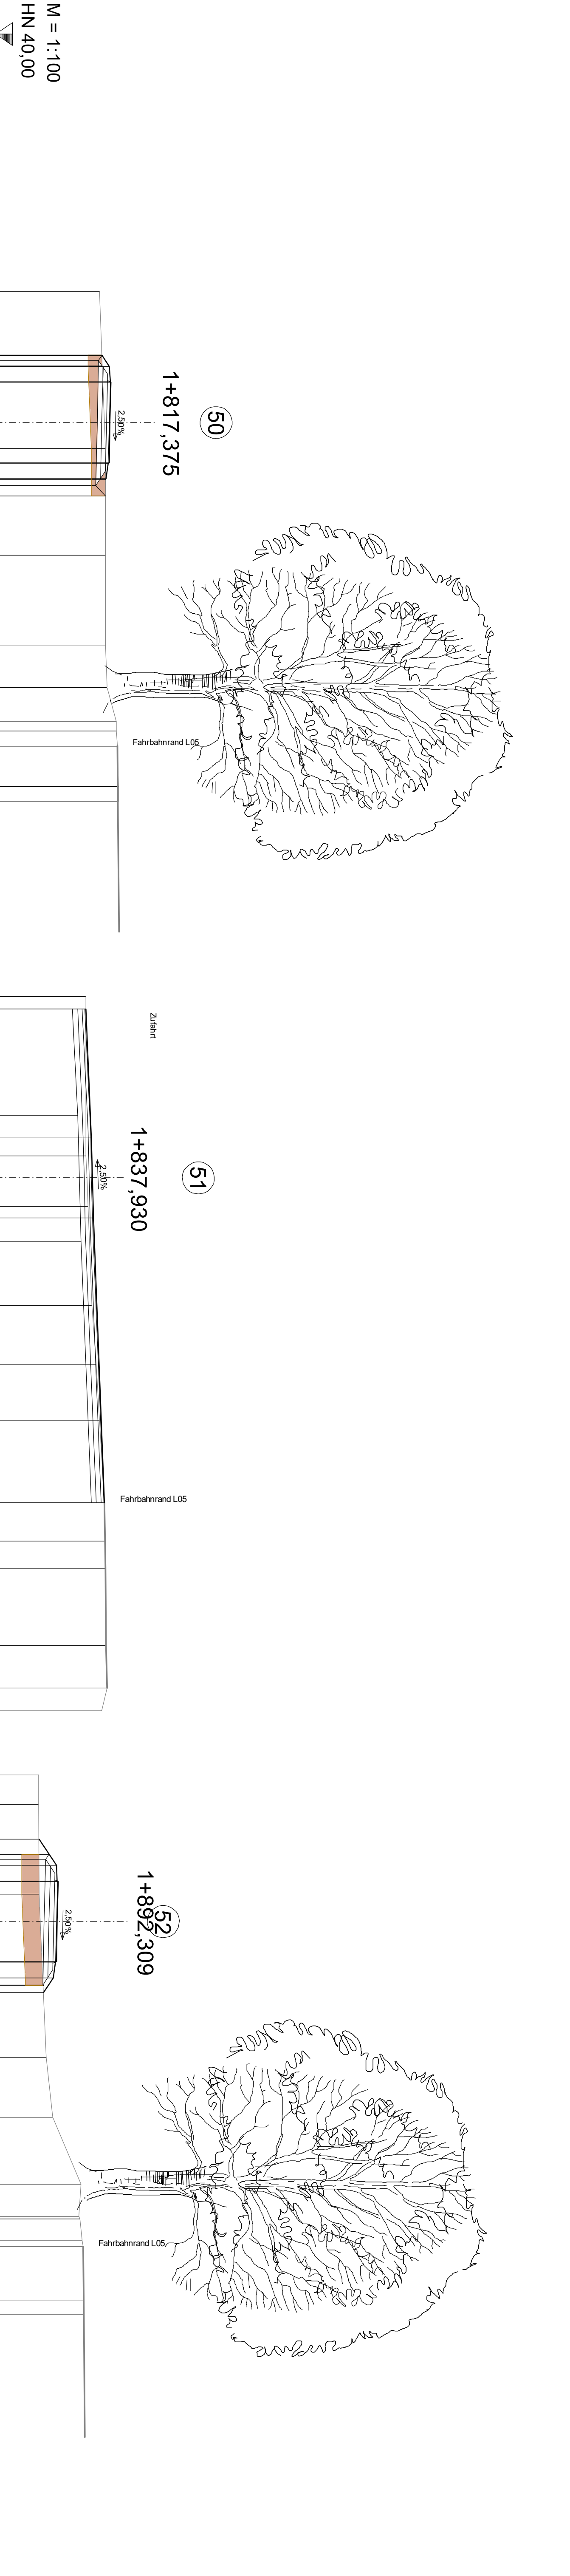 M = 1:100
HN 40,00
50
1+817,375
2,50%
Fahrbahnrand L05
Zufahrt
51
1+837,930
2,50%
Fahrbahnrand L05
52
1+892,309
2,50%
Fahrbahnrand L05